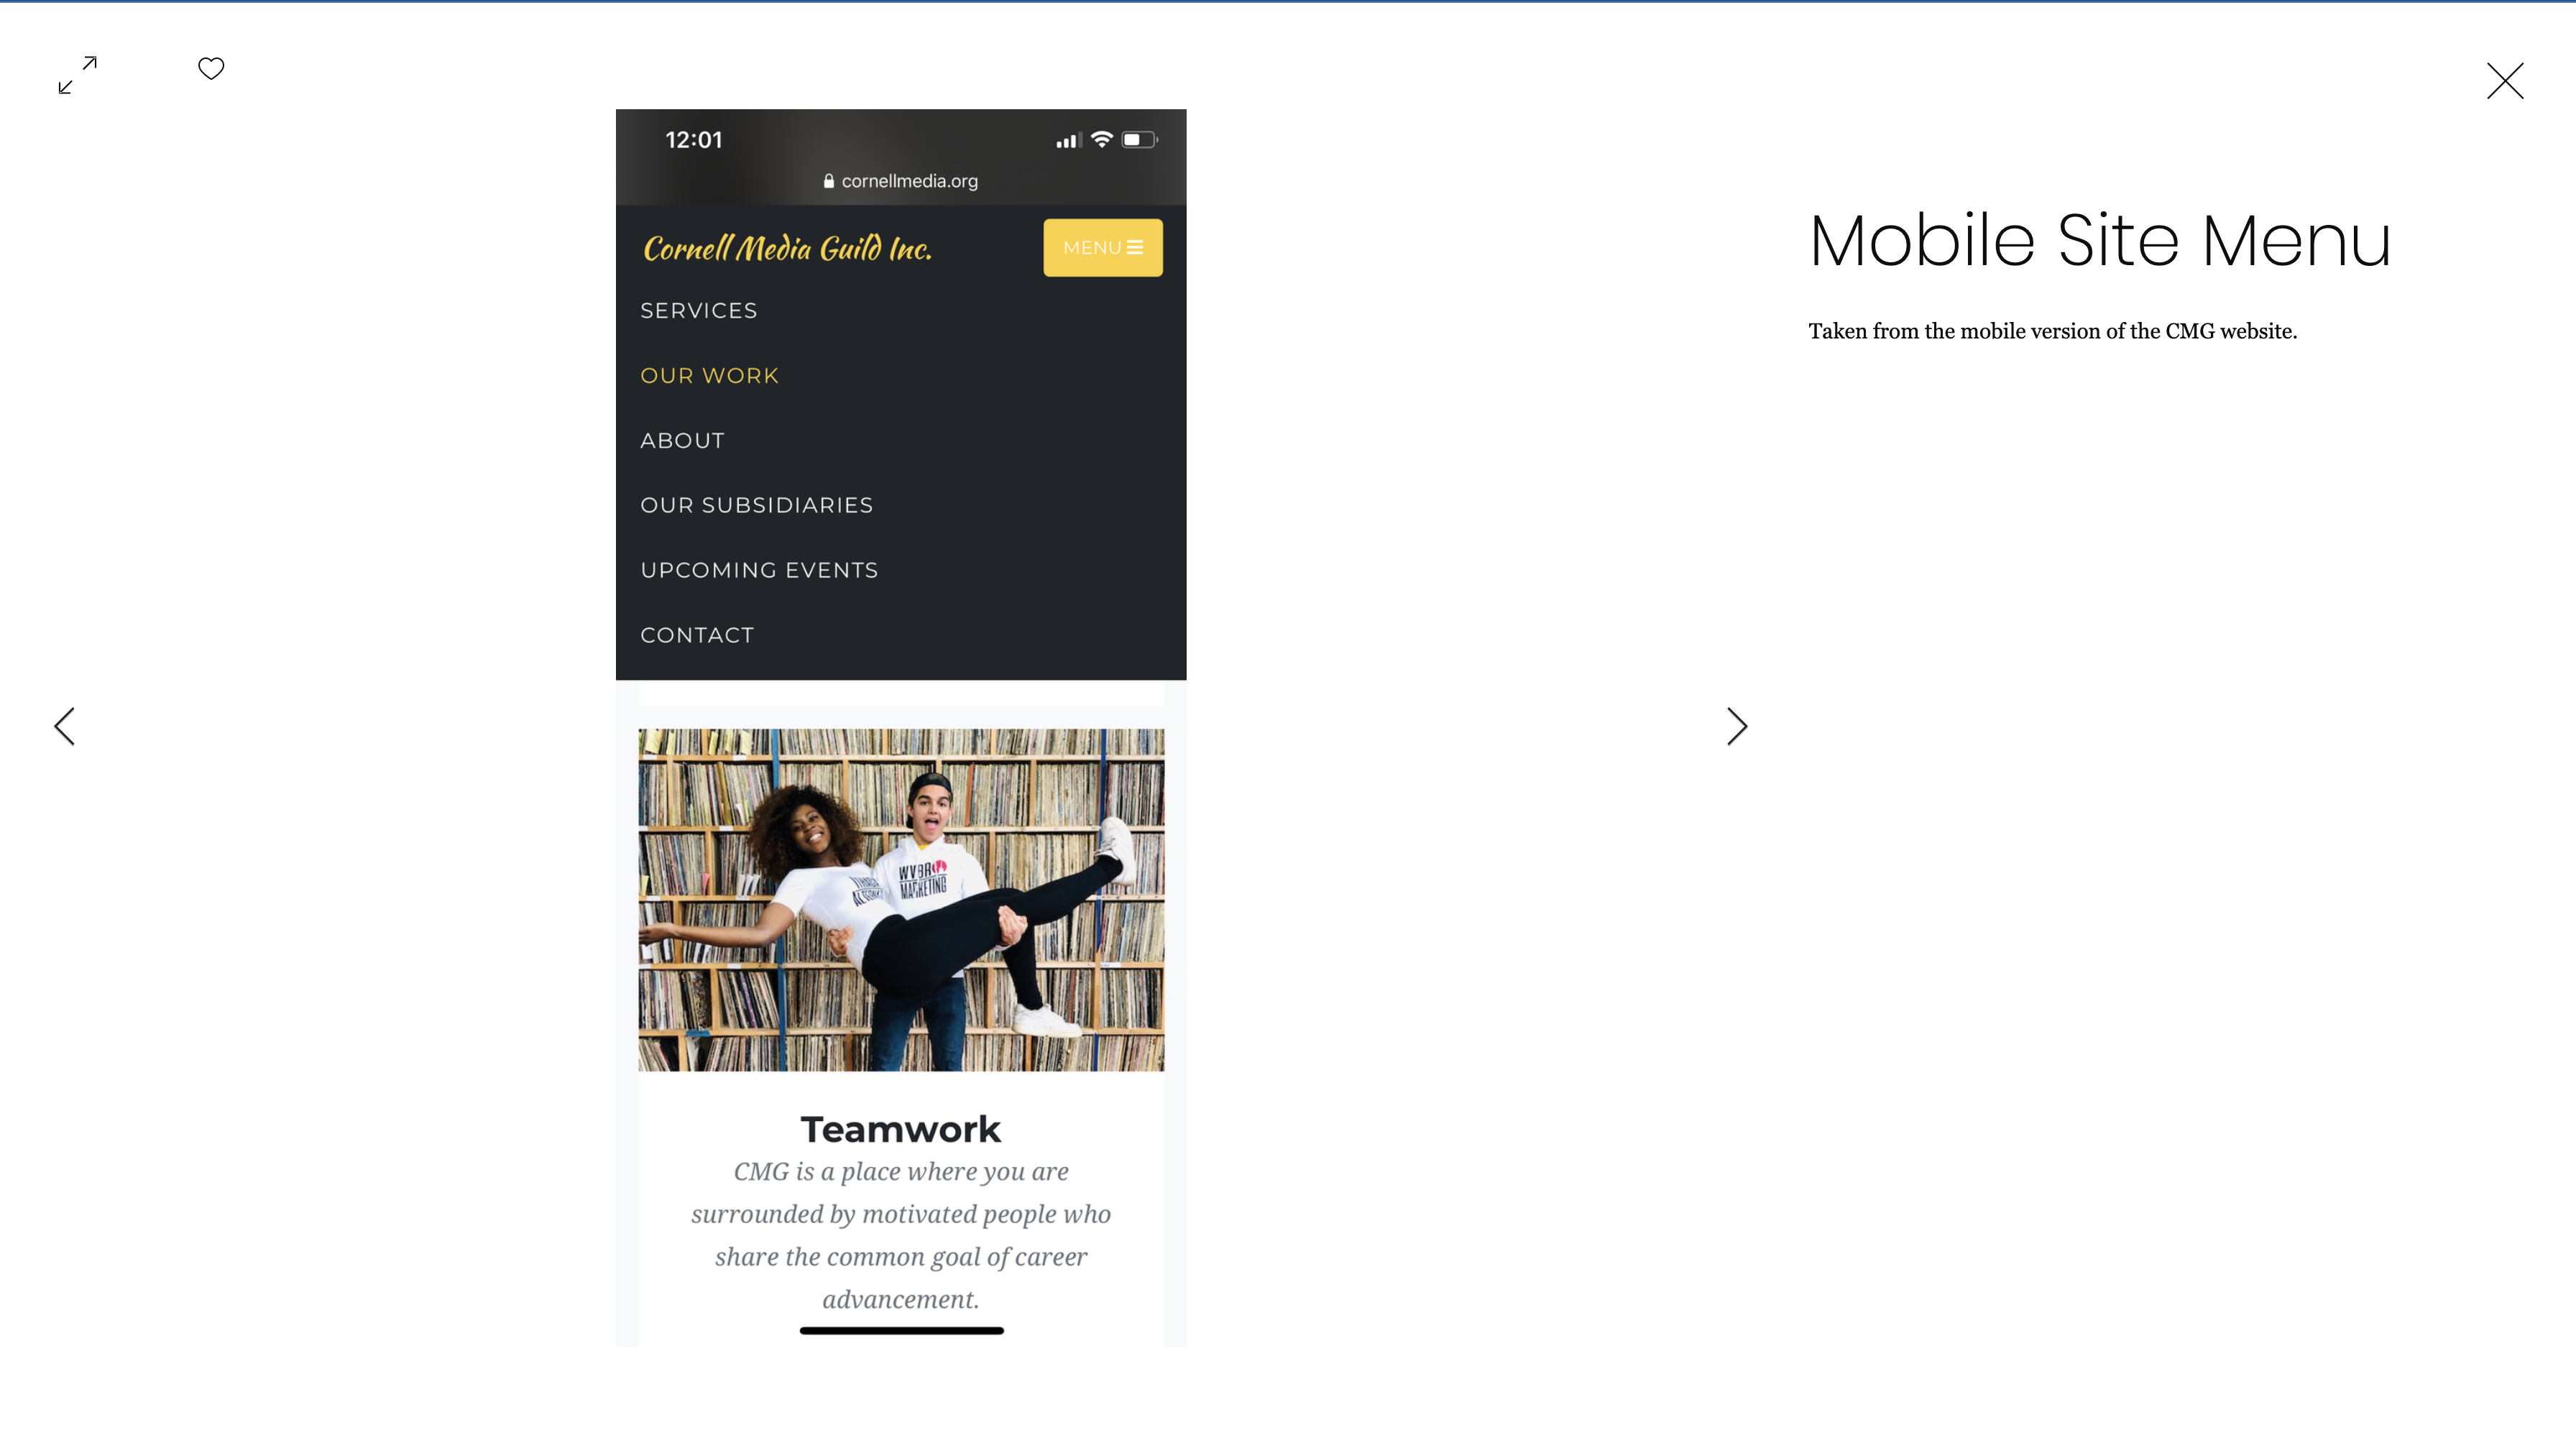 12:01
cornellmedia.org
Cornell Media Guild Inc.
MENU
SERVICES
OUR WORK
ABOUT
OUR SUBSIDIARIES
UPCOMING EVENTS
CONTACT
WVBR
MARKETING
Teamwork
CMG is a place where you are
surrounded by motivated people who
share the common goal of career
advancement.
Mobile Site Menu
Taken from the mobile version of the CMG website.